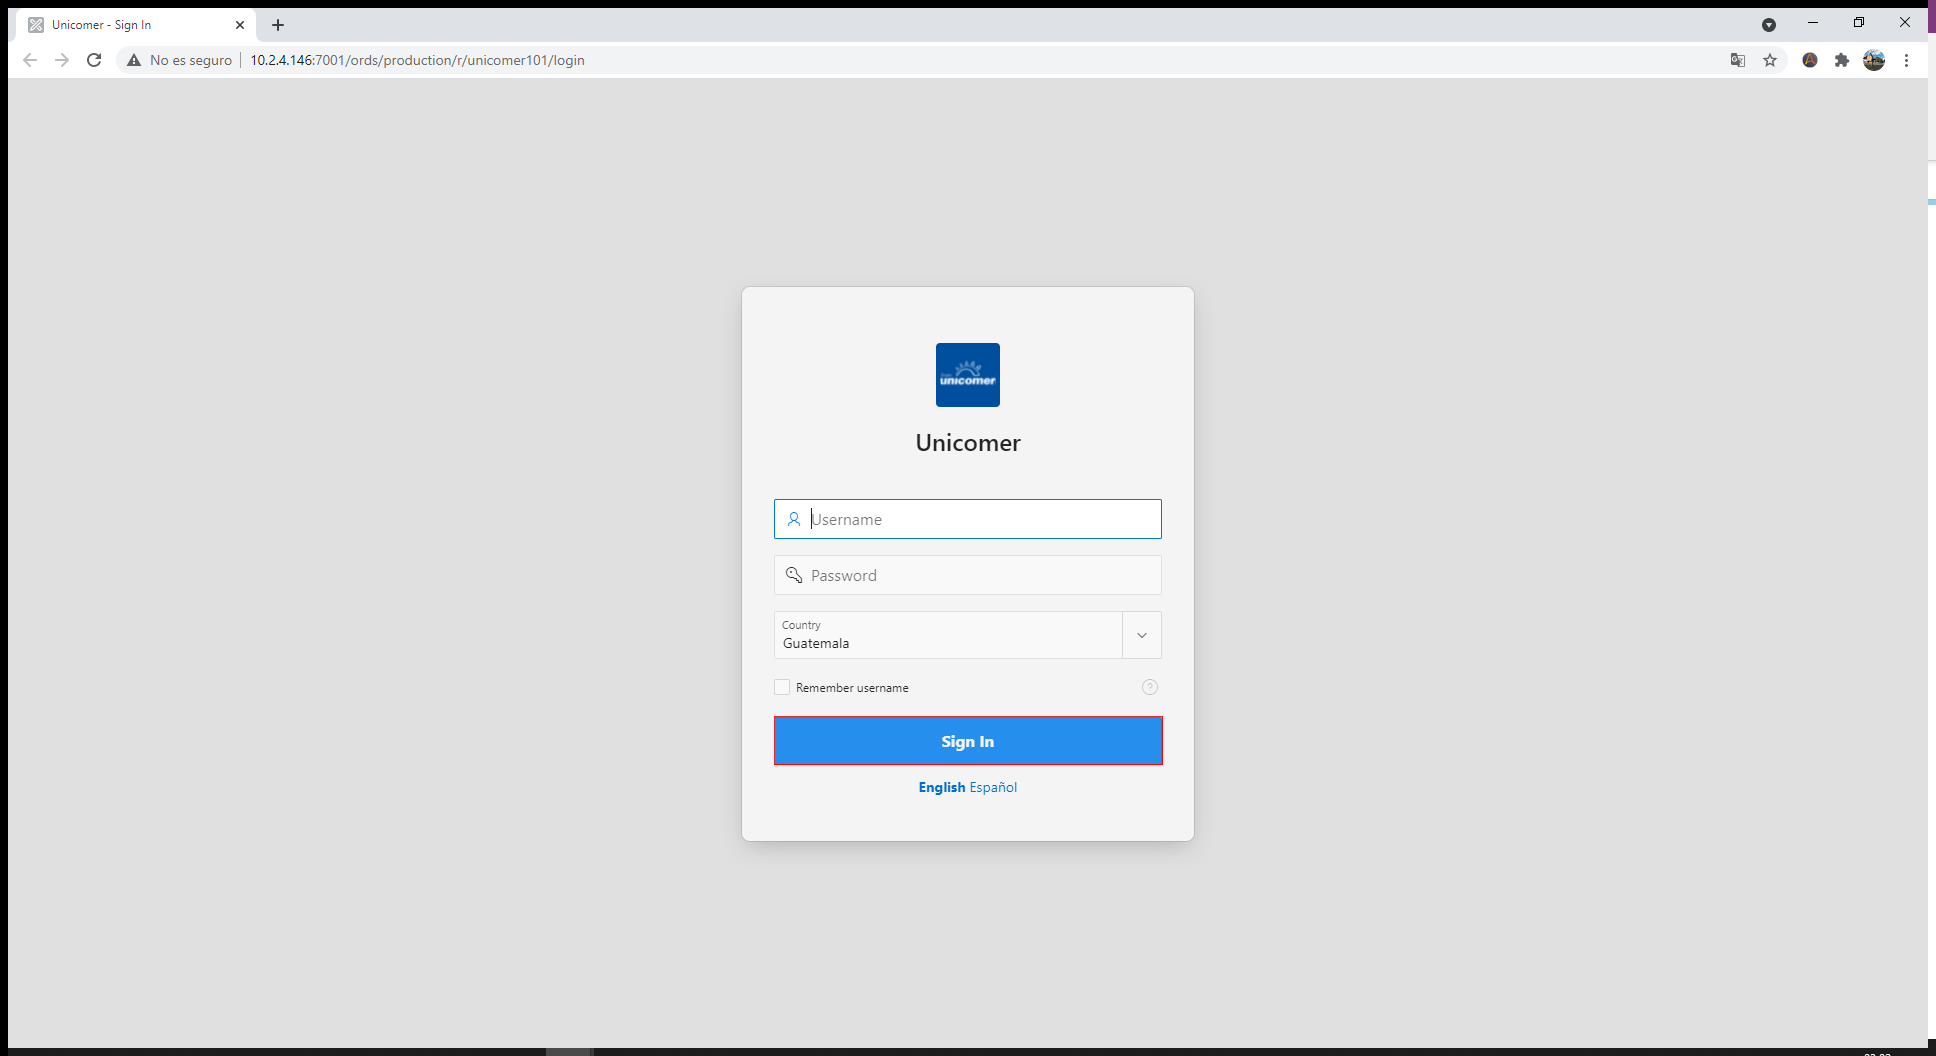 Unicomer - Sign In
No es seguro
10.2.4.146:7001/ords/production/r/unicomer101/login
unicomer
Unicomer
Username
Password
Country
Guatemala
Remember username
Sign In
English Español